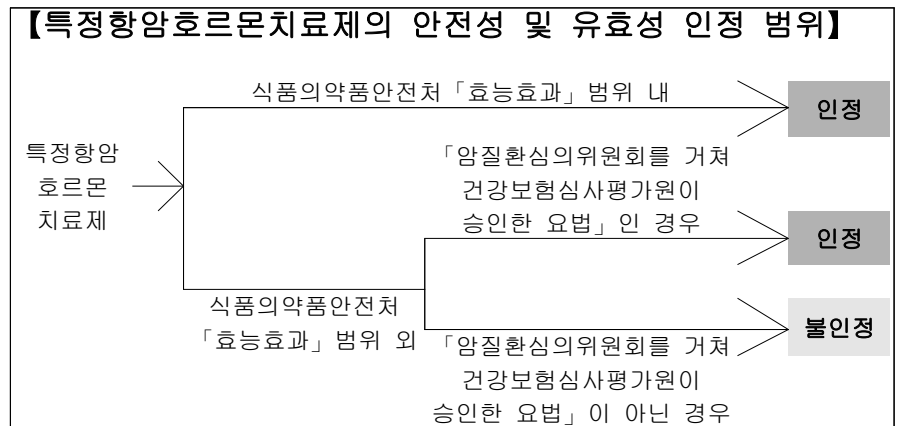 【특정항암호르몬치료제의 안전성 및 유효성 인정 범위】
식품의약품안전처「효능효과」범위 내
인정
특정항암
호르몬
치료제
「암질환심의위원회를 거쳐
건강보험심사평가원이
승인한 요법」인 경우
인정
식품의약품안전처
「효능효과」범위 외
불인정
「암질환심의위원회를 거쳐
건강보험심사평가원이
승인한 요법」이 아닌 경우